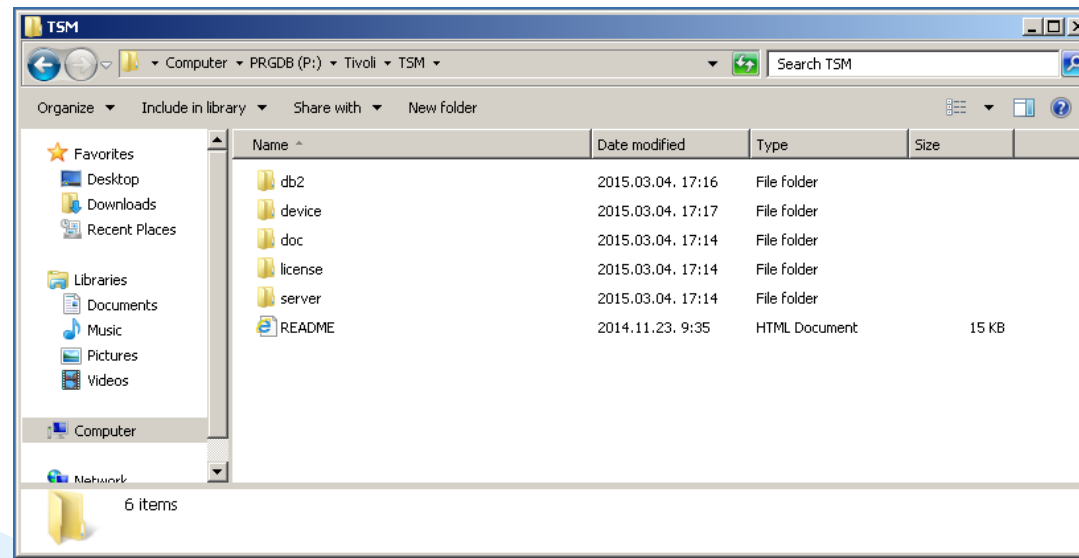 TSM
Computer PRGDB (P:) Tivoli TSM Search TSM
Organize Include in library Share with New folder
Favorites
Desktop
Downloads
Recent Places
Libraries
Documents
Music
Pictures
Videos
Computer
Network
Name Date modified Type Size
db2 2015.03.04. 17:16 File folder
device 2015.03.04. 17:17 File folder
doc 2015.03.04. 17:14 File folder
license 2015.03.04. 17:14 File folder
server 2015.03.04. 17:14 File folder
README 2014.11.23. 9:35 HTML Document 15 KB
6 items